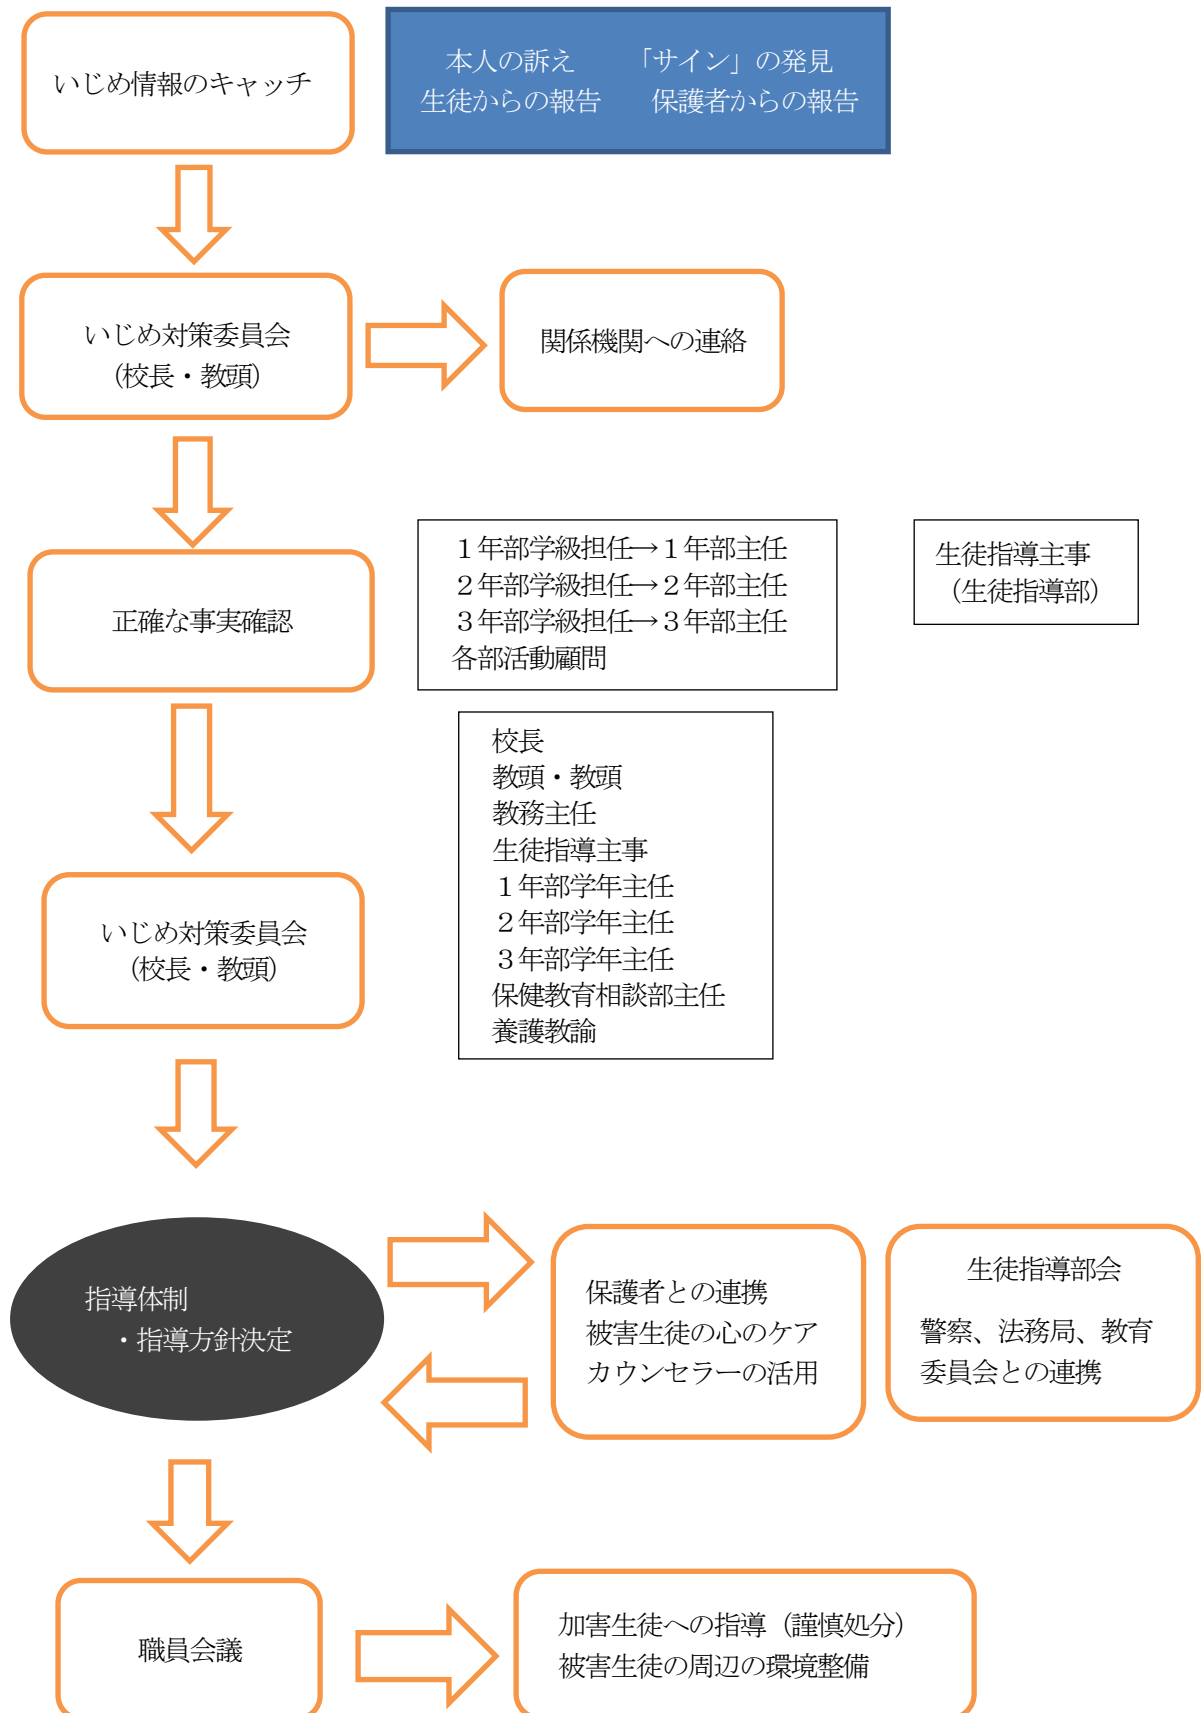 いじめ情報のキャッチ
本人の訴え　　「サイン」の発見
生徒からの報告　　保護者からの報告
いじめ対策委員会
（校長・教頭）
関係機関への連絡
正確な事実確認
１年部学級担任→１年部主任
２年部学級担任→２年部主任
３年部学級担任→３年部主任
各部活動顧問
生徒指導主事
（生徒指導部）
校長
教頭・教頭
教務主任
生徒指導主事
１年部学年主任
２年部学年主任
３年部学年主任
保健教育相談部主任
養護教諭
いじめ対策委員会
（校長・教頭）
指導体制
・指導方針決定
保護者との連携
被害生徒の心のケア
カウンセラーの活用
生徒指導部会
警察、法務局、教育
委員会との連携
職員会議
加害生徒への指導（謹慎処分）
被害生徒の周辺の環境整備